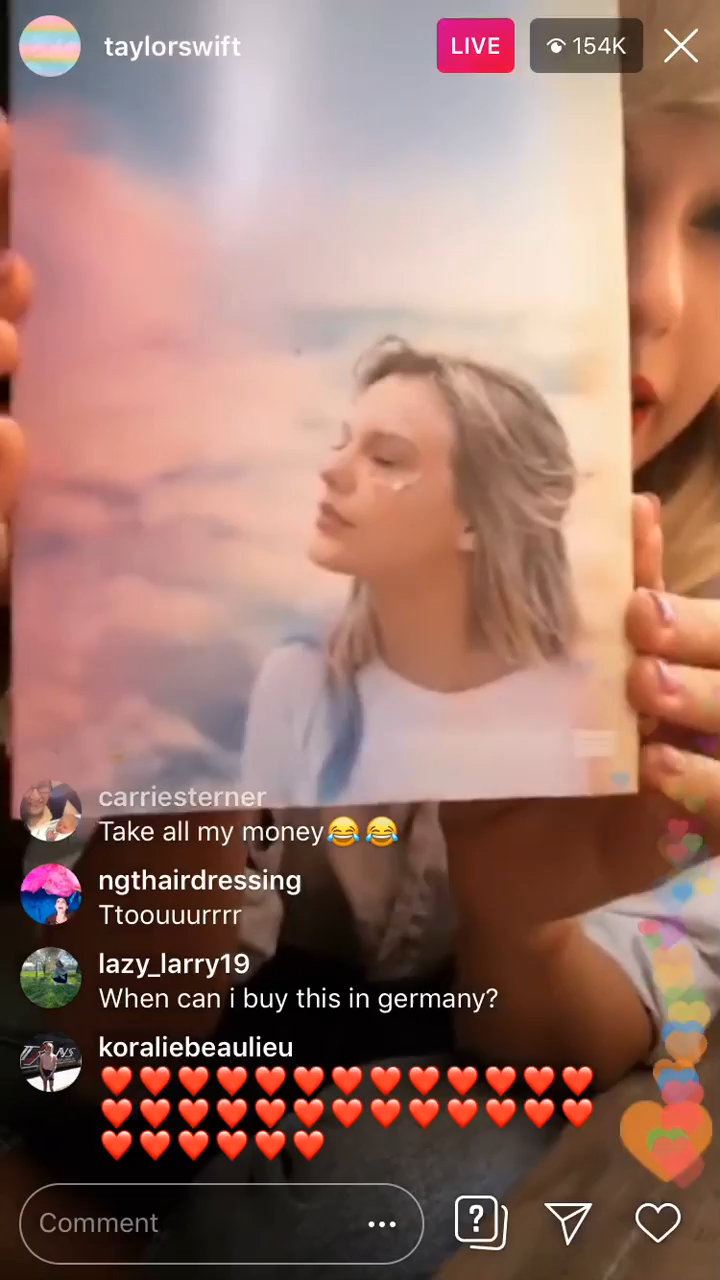 taylorswift
LIVE
154K
carriesterner
Take all my money😂😂
ngthairdressing
Ttoouuurrrr
lazy_larry19
When can i buy this in germany?
koraliebeaulieu
❤️❤️❤️❤️❤️❤️❤️❤️❤️❤️❤️❤️❤️
❤️❤️❤️❤️❤️❤️❤️❤️❤️❤️❤️❤️❤️
❤️❤️❤️❤️❤️❤️
Comment